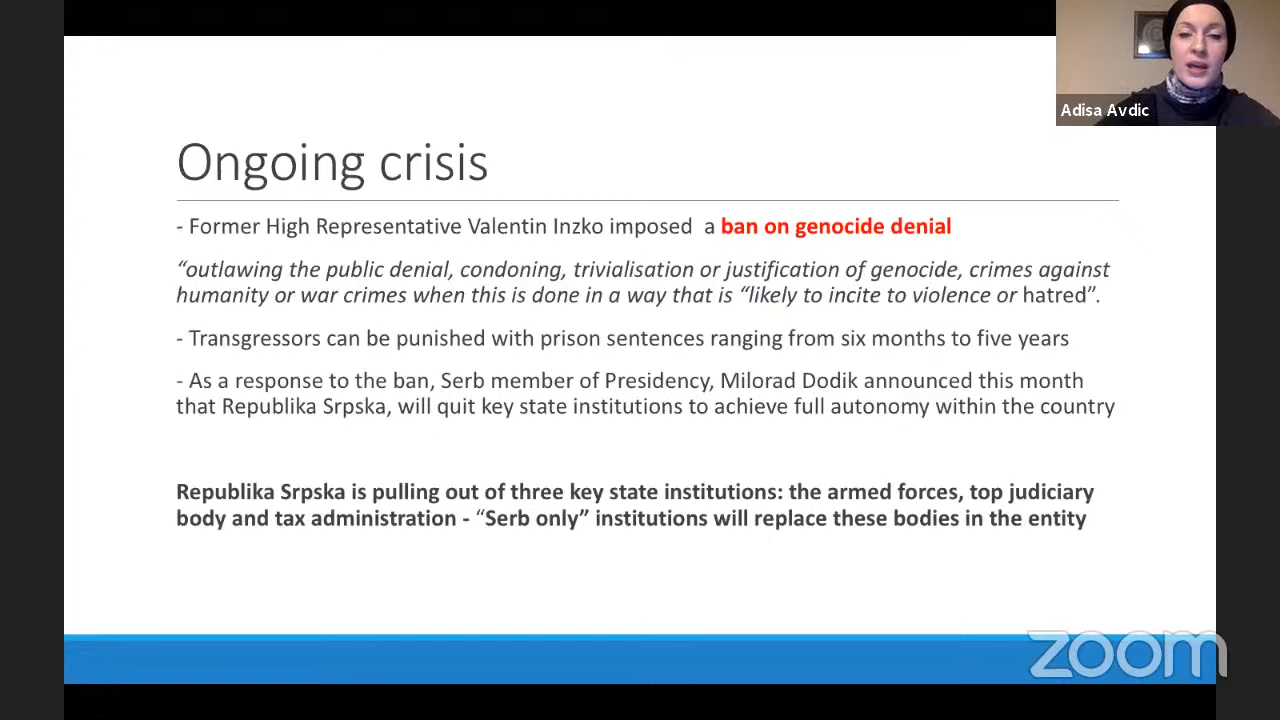 Adisa Avdic
Ongoing crisis
- Former High Representative Valentin Inzko imposed  a ban on genocide denial
“outlawing the public denial, condoning, trivialisation or justification of genocide, crimes against
humanity or war crimes when this is done in a way that is “likely to incite to violence or hatred”.
- Transgressors can be punished with prison sentences ranging from six months to five years
- As a response to the ban, Serb member of Presidency, Milorad Dodik announced this month
that Republika Srpska, will quit key state institutions to achieve full autonomy within the country
Republika Srpska is pulling out of three key state institutions: the armed forces, top judiciary
body and tax administration - “Serb only” institutions will replace these bodies in the entity
zoom